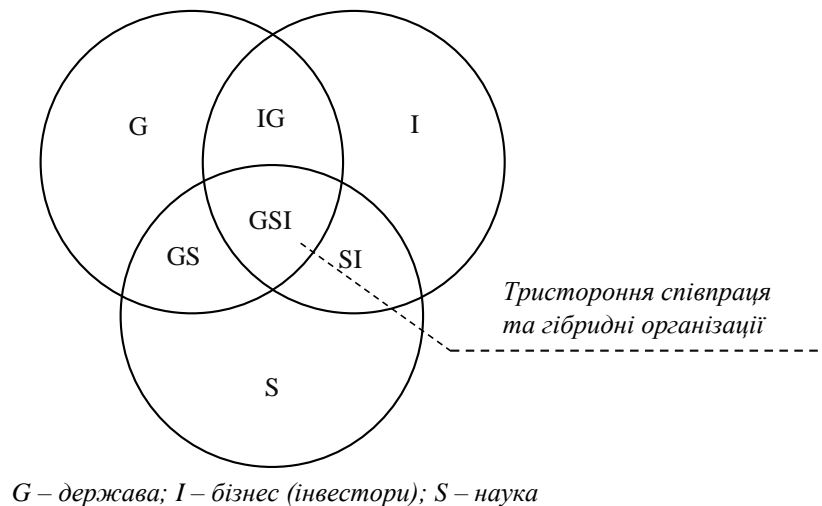 G
IG
I
GSI
GS
SI
Тристороння співпраця
та гібридні організації
S
G – держава; I – бізнес (інвестори); S – наука